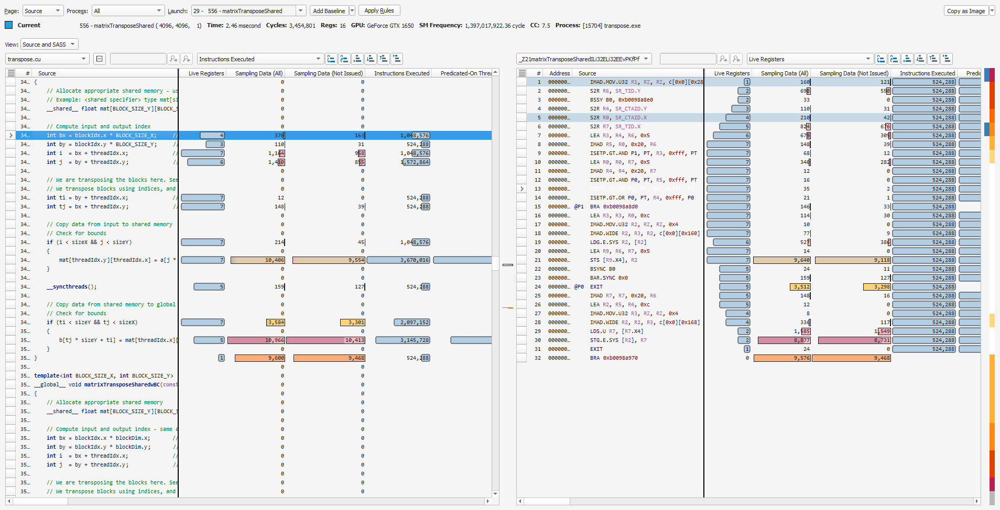 Page: Source Process: All Launch: 29 - 556 - matrixTransposeShared Add Baseline Apply Rules Copy as Image
Current 556 - matrixTransposeShared ( 4096, 4096, 1) Time: 2.46 msecond Cycles: 3,454,801 Regs: 16 GPU: GeForce GTX 1650 SM Frequency: 1,397,017,922.36 cycle CC: 7.5 Process: [15704] transpose.exe
View: Source and SASS
transpose.cu Instructions Executed
# Source Live Registers Sampling Data (All) Sampling Data (Not Issued) Instructions Executed Predicated-On Threa
34... { 0 0
34... // Allocate appropriate shared memory - us 0 0
34... // Example: <shared specifier> type mat[si 0 0
34... __shared__ float mat[BLOCK_SIZE_Y][BLOCK_S 0 0
34... 0 0
34... // Compute input and output index 0 0
34... int bx = blockIdx.x * BLOCK_SIZE_X; // 4 370 163 1,048,576
34... int by = blockIdx.y * BLOCK_SIZE_Y; // 3 110 31 524,288
34... int i = bx + threadIdx.x; // 7 1,164 958 1,048,576
34... int j = by + threadIdx.y; // 6 1,410 855 1,572,864
34... 0 0
34... // We are transposing the blocks here. See 0 0
34... // We transpose blocks using indices, and 0 0
34... int ti = by + threadIdx.x; // 7 12 0 524,288
34... int tj = bx + threadIdx.y; // 7 148 39 524,288
34... 0 0
34... // Copy data from input to shared memory 0 0
34... // Check for bounds 0 0
34... if (i < sizeX && j < sizeY) 7 214 45 1,048,576
34... { 0 0
34... mat[threadIdx.y][threadIdx.x] = a[j * 7 10,406 9,554 3,670,016
34... } 0 0
34... 0 0
34... __syncthreads(); 5 159 127 524,288
34... 0 0
34... // Copy data from shared memory to global 0 0
34... // Check for bounds 0 0
34... if (ti < sizeY && tj < sizeX) 7 3,584 3,301 2,097,152
35... { 0 0
35... b[tj * sizeY + ti] = mat[threadIdx.x][ 5 10,966 10,413 3,145,728
35... } 0 0
35... } 1 9,600 9,468 524,288
35... 0 0
35... template<int BLOCK_SIZE_X, int BLOCK_SIZE_Y> 0 0
35... __global__ void matrixTransposeSharedwBC(const 0 0
35... { 0 0
35... // Allocate appropriate shared memory 0 0
35... __shared__ float mat[BLOCK_SIZE_Y][BLOCK_S 0 0
35... 0 0
35... // Compute input and output index - same a 0 0
35... int bx = blockIdx.x * blockDim.x; // 0 0
35... int by = blockIdx.y * blockDim.y; // 0 0
35... int i = bx + threadIdx.x; // 0 0
35... int j = by + threadIdx.y; // 0 0
35... 0 0
35... // We are transposing the blocks here. See 0 0
35... // We transpose blocks using indices, and 0 0
_Z21matrixTransposeSharedILi32ELi32EEvPKfPf Live Registers
# Address Source Live Registers Sampling Data (All) Sampling Data (Not Issued) Instructions Executed Predic
1 000000... IMAD.MOV.U32 R1, RZ, RZ, c[0x0][0x28 1 160 121 524,288
2 000000... S2R R6, SR_TID.Y 2 698 550 524,288
3 000000... BSSY B0, 0xb0098a8e0 2 33 0 524,288
4 000000... S2R R4, SR_CTAID.Y 3 110 31 524,288
5 000000... S2R R0, SR_CTAID.X 4 210 42 524,288
6 000000... S2R R7, SR_TID.X 5 824 676 524,288
7 000000... LEA R3, R4, R6, 0x5 6 679 305 524,288
8 000000... IMAD R5, R0, 0x20, R6 7 148 39 524,288
9 000000... ISETP.GT.AND P1, PT, R3, 0xfff, PT 7 68 12 524,288
10 000000... LEA R0, R0, R7, 0x5 7 340 282 524,288
11 000000... IMAD R4, R4, 0x20, R7 7 12 0 524,288
12 000000... ISETP.GT.AND P0, PT, R5, 0xfff, PT 7 16 0 524,288
13 000000... ISETP.GT.OR P1, PT, R0, 0xfff, P1 7 35 2 524,288
14 000000... ISETP.GT.OR P0, PT, R4, 0xfff, P0 7 21 1 524,288
15 000000... @P1 BRA 0xb0098a8d0 7 146 33 524,288
16 000000... LEA R3, R3, R0, 0xc 7 114 30 524,288
17 000000... IMAD.MOV.U32 R2, RZ, RZ, 0x4 7 10 0 524,288
18 000000... IMAD.WIDE R2, R3, R2, c[0x0][0x160] 7 77 9 524,288
19 000000... LDG.E.SYS R2, [R2] 6 527 386 524,288
20 000000... LEA R9, R6, R7, 0x5 7 14 0 524,288
21 000000... STS [R9.X4], R2 7 9,640 9,118 524,288
22 000000... BSYNC B0 5 24 11 524,288
23 000000... BAR.SYNC 0x0 5 159 127 524,288
24 000000... @P0 EXIT 5 3,512 3,298 524,288
25 000000... IMAD R7, R7, 0x20, R6 5 148 16 524,288
26 000000... LEA R2, R5, R4, 0xc 5 12 0 524,288
27 000000... IMAD.MOV.U32 R3, RZ, RZ, 0x4 4 8 0 524,288
28 000000... IMAD.WIDE R2, R2, R3, c[0x0][0x168] 4 336 117 524,288
29 000000... LDS.U R7, [R7.X4] 2 1,585 1,549 524,288
30 000000... STG.E.SYS [R2], R7 2 8,877 8,731 524,288
31 000000... EXIT 1 24 0 524,288
32 000000... BRA 0xb0098a970 0 9,576 9,468